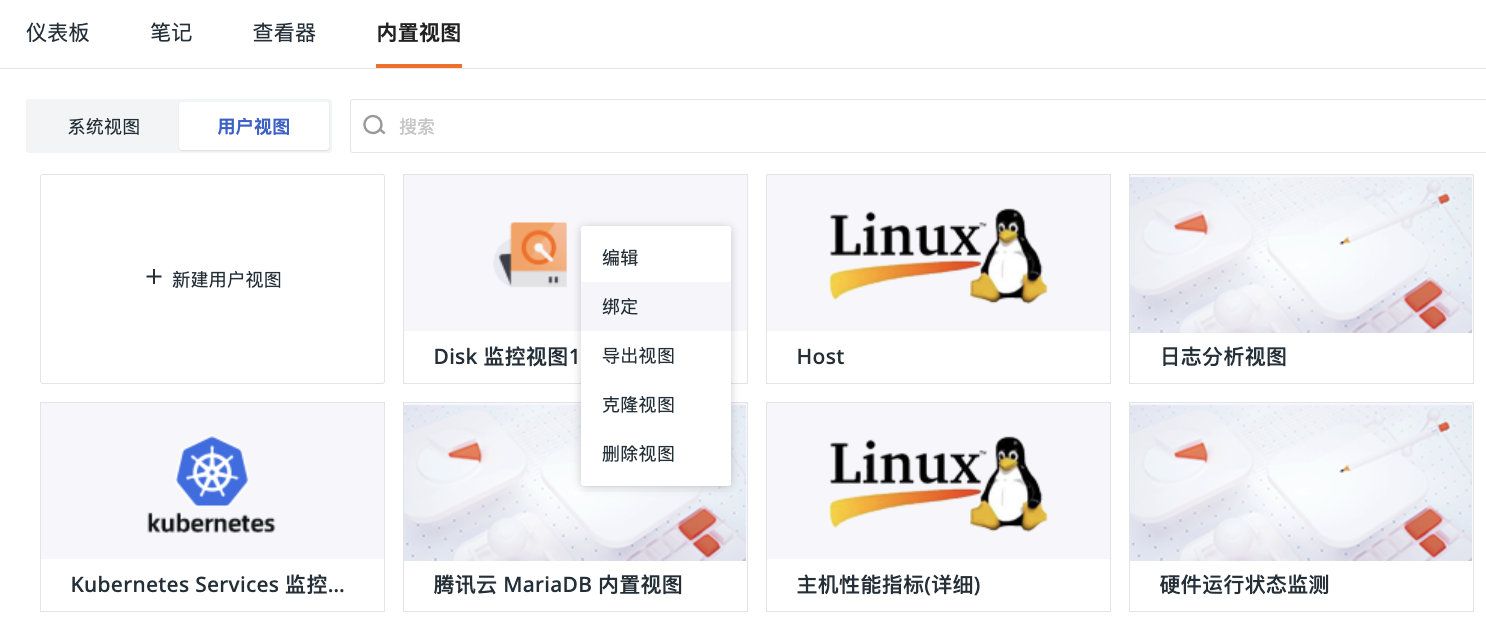 仪表板 笔记 查看器 内置视图
系统视图 用户视图 搜索
+ 新建用户视图
编辑
绑定
导出视图
克隆视图
删除视图
Linux™
Disk 监控视图1
Linux™
Host
日志分析视图
kubernetes
Kubernetes Services 监控...
腾讯云 MariaDB 内置视图
主机性能指标(详细)
硬件运行状态监测